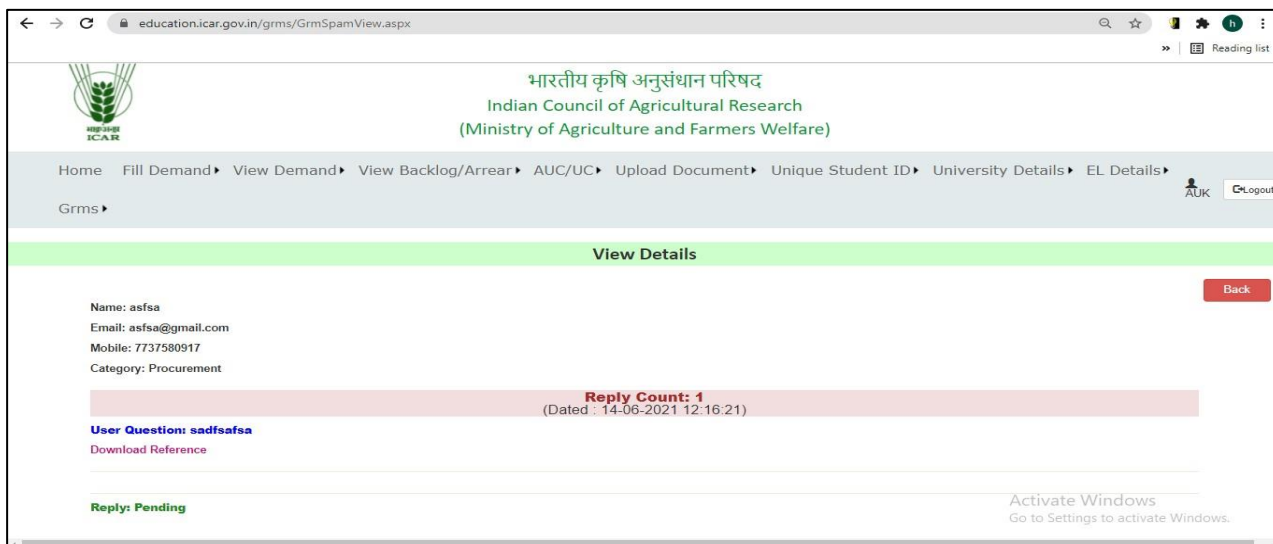 education.icar.gov.in/grms/GrmSpamView.aspx
h
» Reading list
भारतीय कृषि अनुसंधान परिषद
Indian Council of Agricultural Research
(Ministry of Agriculture and Farmers Welfare)
ICAR
Home Fill Demand View Demand View Backlog/Arrear AUC/UC Upload Document Unique Student ID University Details EL Details
AUK Logout
Grms
View Details
Back
Name: asfsa
Email: asfsa@gmail.com
Mobile: 7737580917
Category: Procurement
Reply Count: 1
(Dated : 14-06-2021 12:16:21)
User Question: sadfsafsa
Download Reference
Reply: Pending
Activate Windows
Go to Settings to activate Windows.